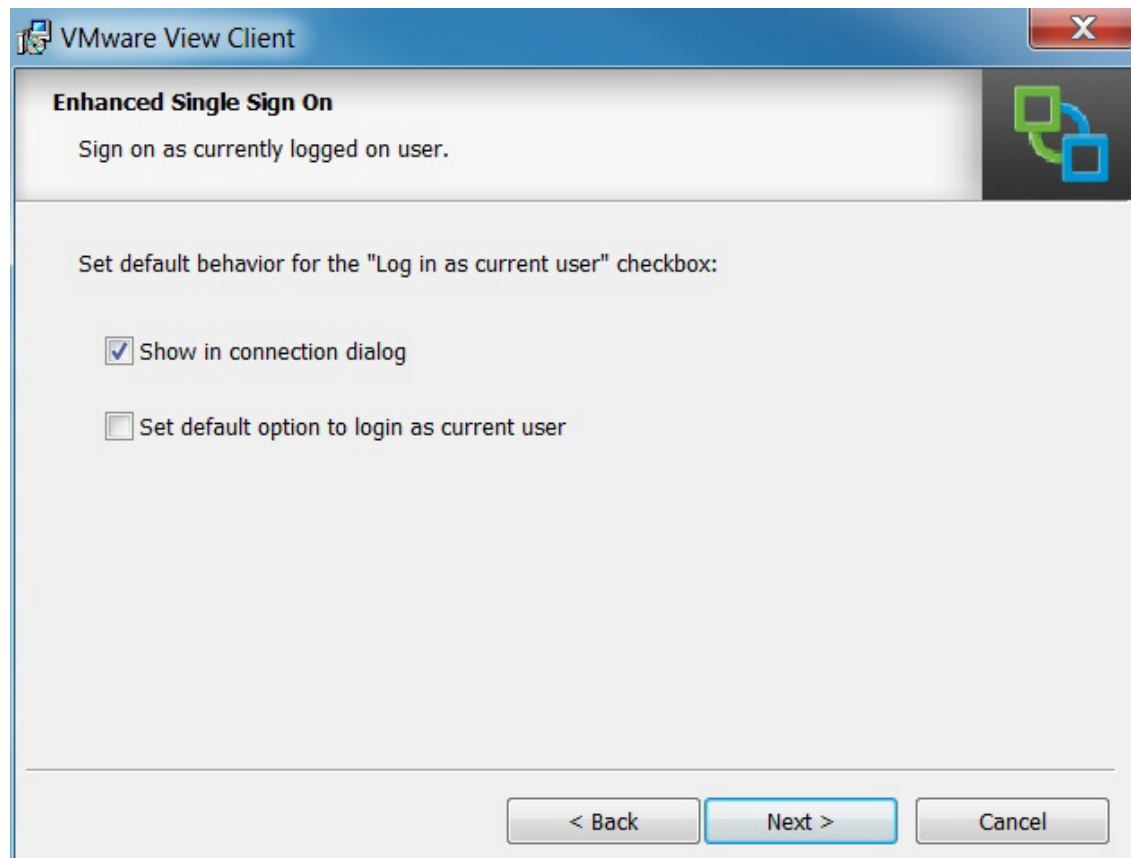 VMware View Client
X
Enhanced Single Sign On
Sign on as currently logged on user.
Set default behavior for the "Log in as current user" checkbox:
Show in connection dialog
Set default option to login as current user
< Back
Next >
Cancel